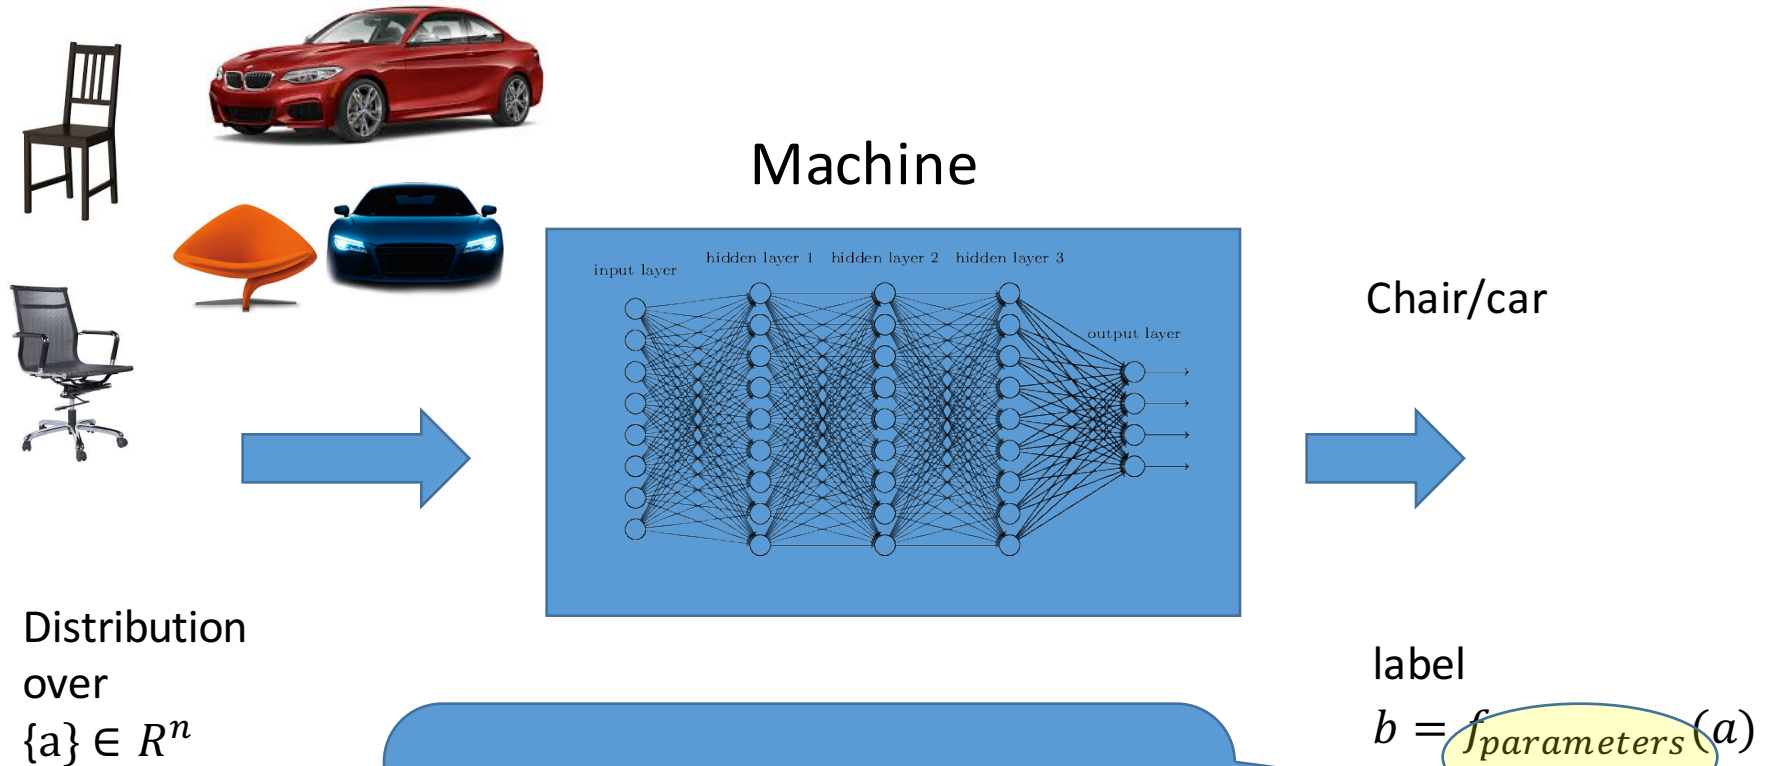 Machine
input layer
hidden layer 1
hidden layer 2
hidden layer 3
output layer
Chair/car
Distribution
over
{a} ∈ Rⁿ
label
b = f_parameters(a)